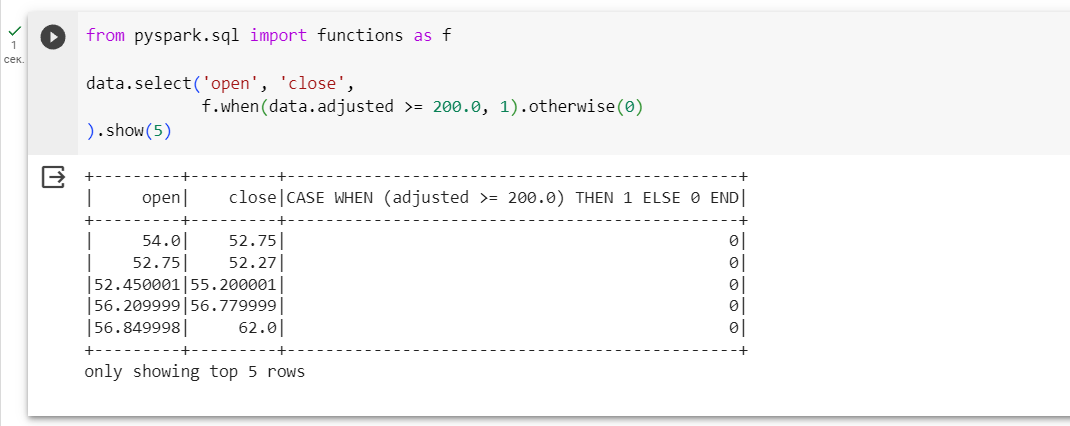 1
сек.
from pyspark.sql import functions as f
data.select('open', 'close',
            f.when(data.adjusted >= 200.0, 1).otherwise(0)
).show(5)
+---------+---------+-----------------------------------------------+
|     open|    close|CASE WHEN (adjusted >= 200.0) THEN 1 ELSE 0 END|
+---------+---------+-----------------------------------------------+
|     54.0|    52.75|                                              0|
|    52.75|    52.27|                                              0|
|52.450001|55.200001|                                              0|
|56.209999|56.779999|                                              0|
|56.849998|     62.0|                                              0|
+---------+---------+-----------------------------------------------+
only showing top 5 rows